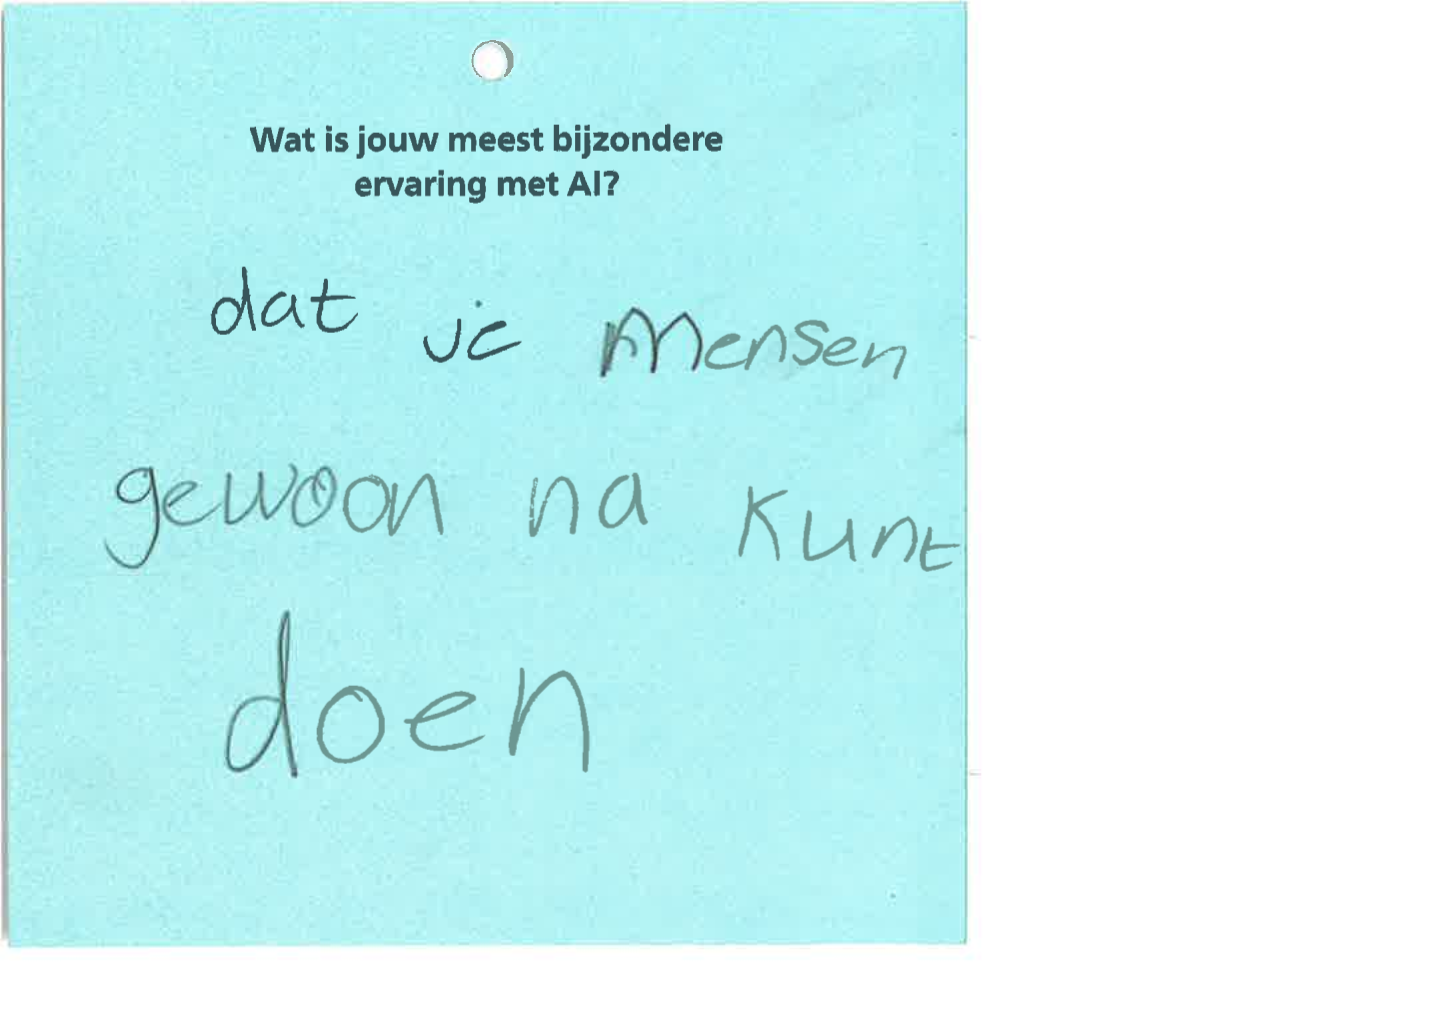 Wat is jouw meest bijzondere
ervaring met AI?
dat je mensen
gewoon na kunt
doen